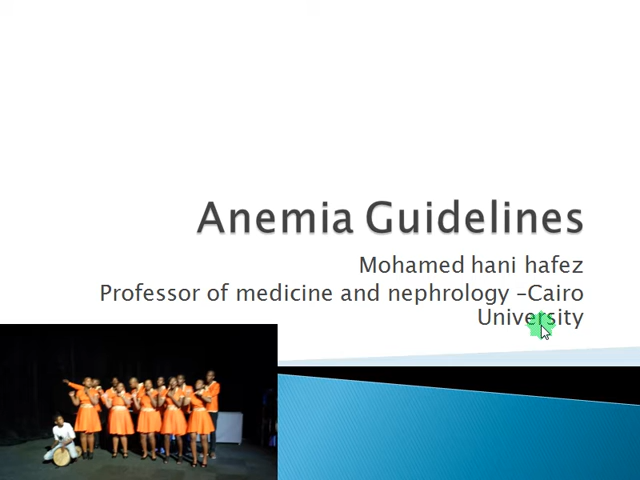 Anemia Guidelines
Mohamed hani hafez
Professor of medicine and nephrology -Cairo
University